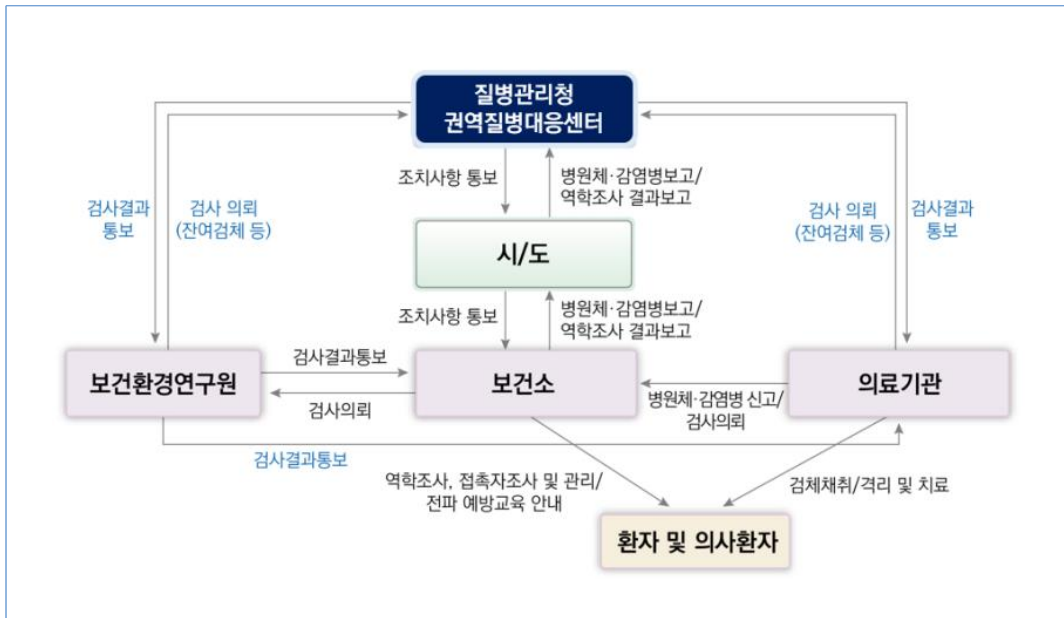 질병관리청
권역질병대응센터
조치사항 통보
병원체·감염병보고/
역학조사 결과보고
검사결과
통보
검사 의뢰
(잔여검체 등)
검사 의뢰
(잔여검체 등)
검사결과
통보
시/도
조치사항 통보
병원체·감염병보고/
역학조사 결과보고
보건환경연구원
검사결과통보
검사의뢰
보건소
병원체·감염병 신고/
검사의뢰
의료기관
검사결과통보
역학조사, 접촉자조사 및 관리/
전파 예방교육 안내
검체채취/격리 및 치료
환자 및 의사환자